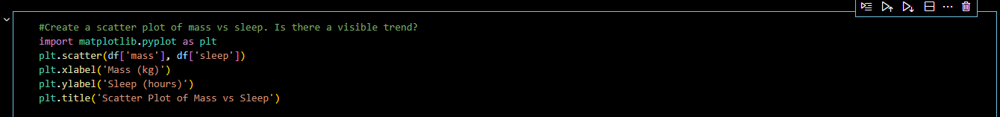 #Create a scatter plot of mass vs sleep. Is there a visible trend?
import matplotlib.pyplot as plt
plt.scatter(df['mass'], df['sleep'])
plt.xlabel('Mass (kg)')
plt.ylabel('Sleep (hours)')
plt.title('Scatter Plot of Mass vs Sleep')